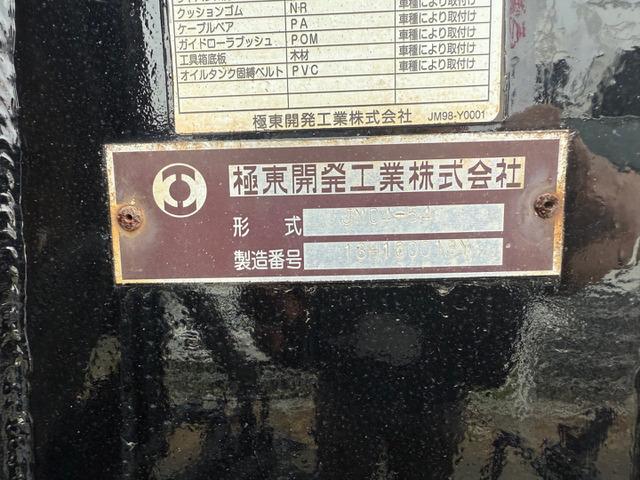 クッションゴム N·R 車種により取付け
ケーブルベア PA 車種により取付け
ガイドローラブッシュ POM 車種により取付け
工具箱底板 木材 車種により取付け
オイルタンク固縛ベルト PVC 車種により取付け
極東開発工業株式会社 JM98-Y0001
極東開発工業株式会社
形式
製造番号